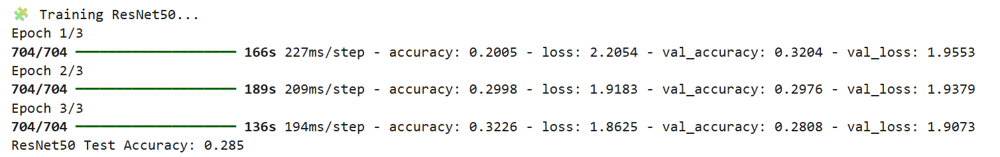 🧩 Training ResNet50...
Epoch 1/3
704/704 ━━━━━━━━━━━━━━━━━━━━ 166s 227ms/step - accuracy: 0.2005 - loss: 2.2054 - val_accuracy: 0.3204 - val_loss: 1.9553
Epoch 2/3
704/704 ━━━━━━━━━━━━━━━━━━━━ 189s 209ms/step - accuracy: 0.2998 - loss: 1.9183 - val_accuracy: 0.2976 - val_loss: 1.9379
Epoch 3/3
704/704 ━━━━━━━━━━━━━━━━━━━━ 136s 194ms/step - accuracy: 0.3226 - loss: 1.8625 - val_accuracy: 0.2808 - val_loss: 1.9073
ResNet50 Test Accuracy: 0.285